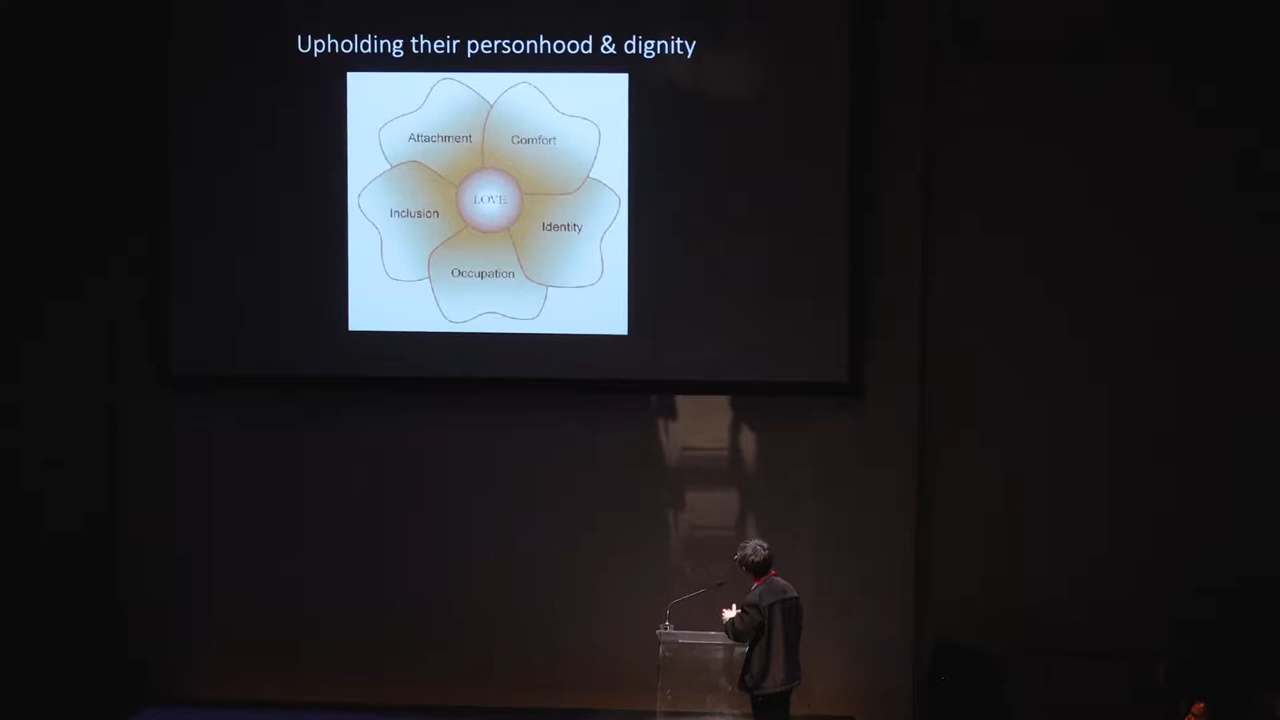 Upholding their personhood & dignity
Attachment
Comfort
LOVE
Inclusion
Identity
Occupation